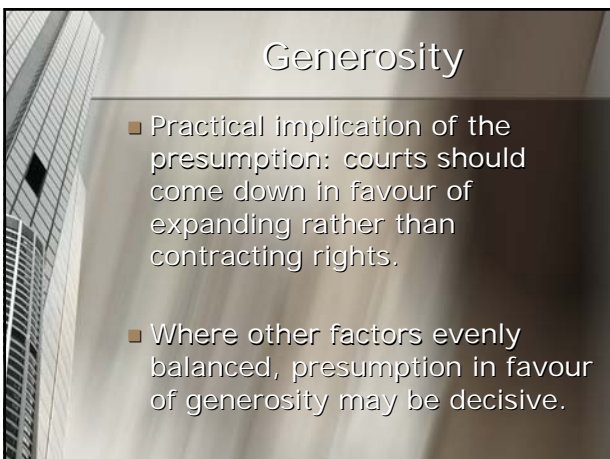 Generosity
Practical implication of the
presumption: courts should
come down in favour of
expanding rather than
contracting rights.
Where other factors evenly
balanced, presumption in favour
of generosity may be decisive.